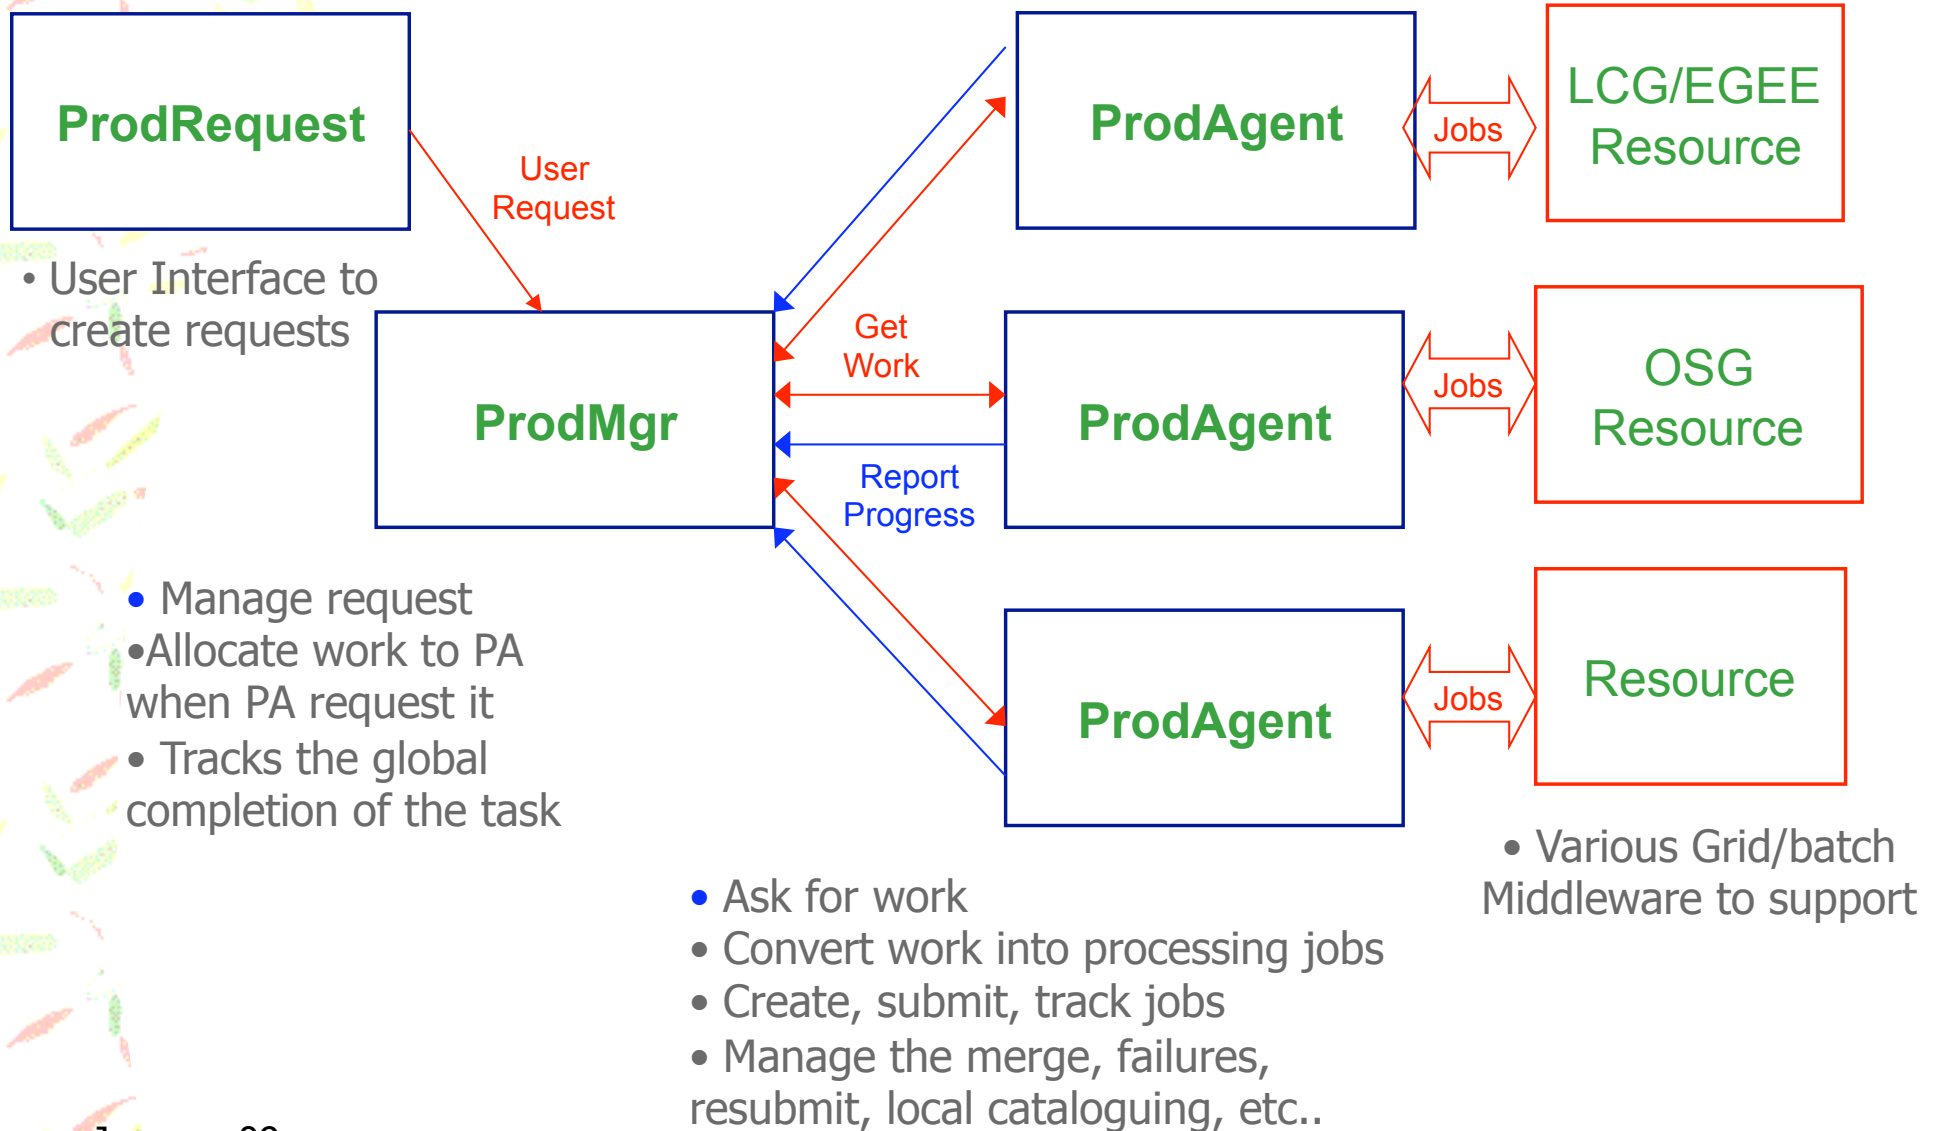 ProdRequest
User
Request
• User Interface to
create requests
ProdMgr
• Manage request
•Allocate work to PA
when PA request it
• Tracks the global
completion of the task
Get
Work
Report
Progress
ProdAgent
Jobs
LCG/EGEE
Resource
ProdAgent
Jobs
OSG
Resource
ProdAgent
Jobs
Resource
• Various Grid/batch
Middleware to support
• Ask for work
• Convert work into processing jobs
• Create, submit, track jobs
• Manage the merge, failures,
resubmit, local cataloguing, etc..